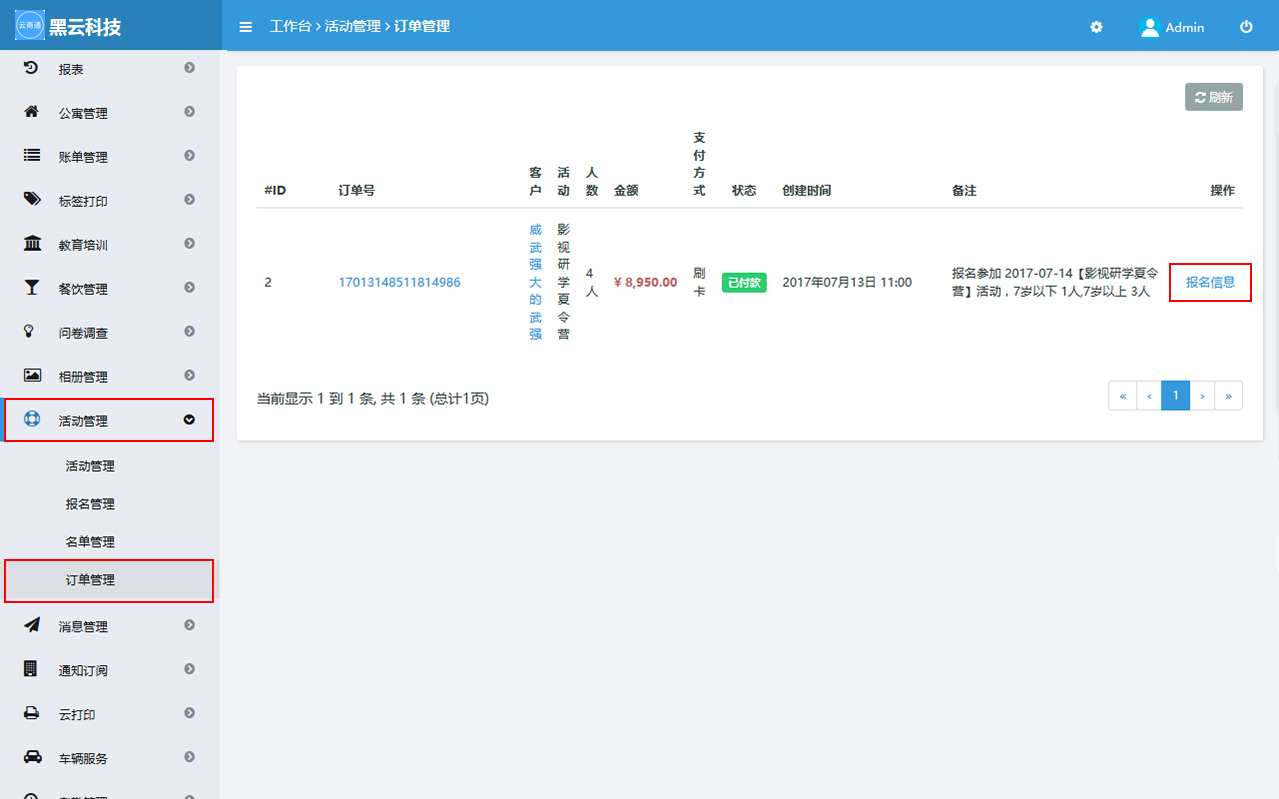 云商通 黑云科技
工作台 › 活动管理 › 订单管理
Admin
报表
公寓管理
账单管理
标签打印
教育培训
餐饮管理
问卷调查
相册管理
活动管理
活动管理
报名管理
名单管理
订单管理
消息管理
通知订阅
云打印
车辆服务
刷新
#ID 订单号 客户 活动 人数 金额 支付方式 状态 创建时间 备注 操作
2 17013148511814986 威武强大的武强 影视研学夏令营 4人 ¥ 8,950.00 刷卡 已付款 2017年07月13日 11:00 报名参加 2017-07-14【影视研学夏令
营】活动，7岁以下 1人,7岁以上 3人
报名信息
当前显示 1 到 1 条, 共 1 条 (总计1页)
« ‹ 1 › »